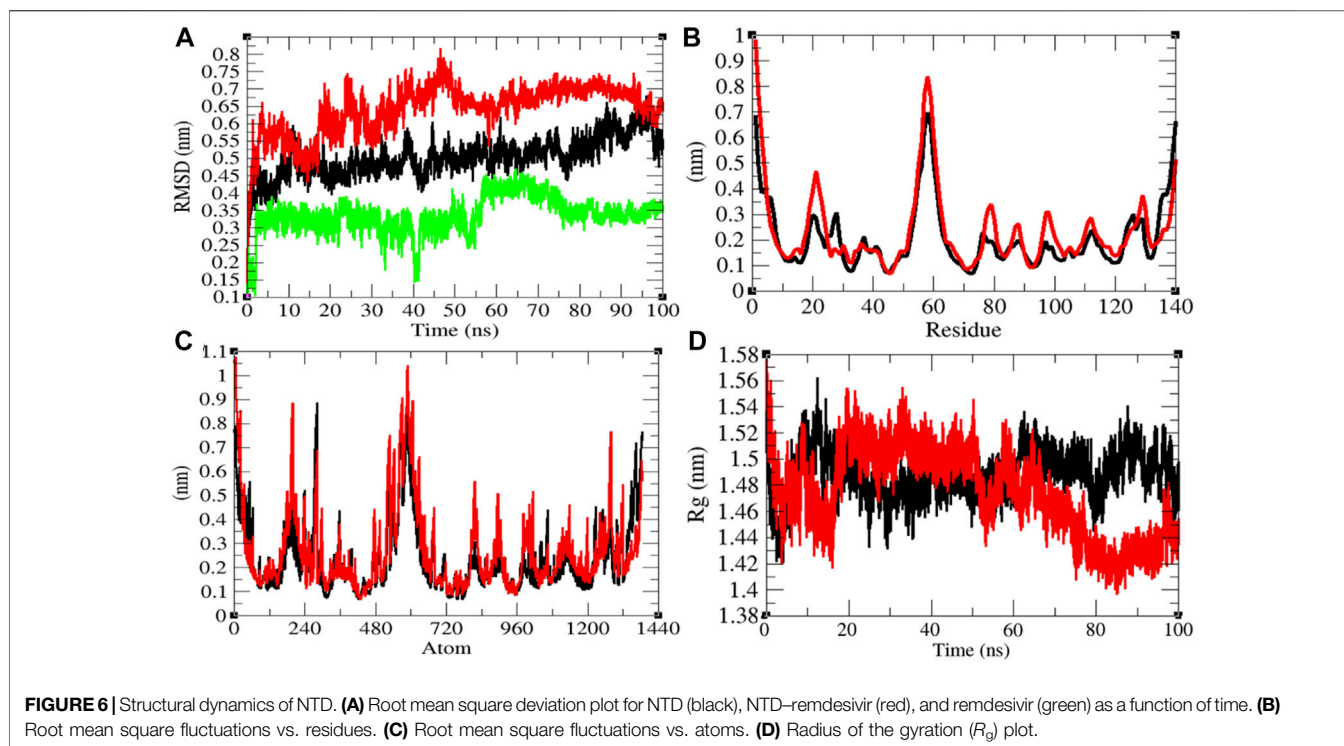 A
0.8
0.75
0.7
0.65
0.6
0.55
0.5
0.45
0.4
0.35
0.3
0.25
0.2
0.15
0.1
RMSD (nm)
0 10 20 30 40 50 60 70 80 90 100
Time (ns)
B
1
0.9
0.8
0.7
0.6
0.5
0.4
0.3
0.2
0.1
0
(nm)
0 20 40 60 80 100 120 140
Residue
C
1.1
1
0.9
0.8
0.7
0.6
0.5
0.4
0.3
0.2
0.1
0
(nm)
0 240 480 720 960 1200 1440
Atom
D
1.58
1.56
1.54
1.52
1.5
1.48
1.46
1.44
1.42
1.4
1.38
Rg (nm)
0 20 40 60 80 100
Time (ns)
FIGURE 6 | Structural dynamics of NTD. (A) Root mean square deviation plot for NTD (black), NTD–remdesivir (red), and remdesivir (green) as a function of time. (B)
Root mean square fluctuations vs. residues. (C) Root mean square fluctuations vs. atoms. (D) Radius of the gyration (Rg) plot.